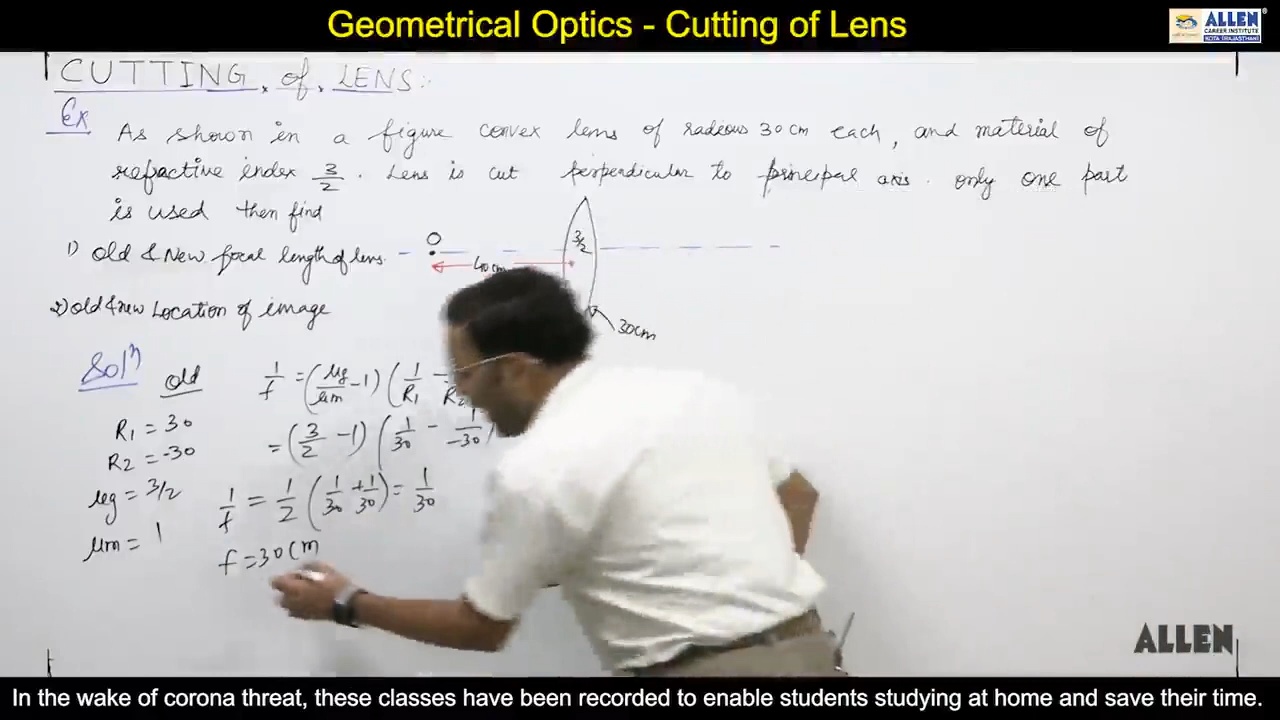 Geometrical Optics - Cutting of Lens
ALLEN
CAREER INSTITUTE
KOTA (RAJASTHAN)
CUTTING of LENS:
Ex
As shown in a figure convex lens of radious 30 cm each, and material of
refractive index 3/2. Lens is cut perpendicular to principal axis. only one part
is used then find
1) Old & New focal length of lens.
2) old & new Location of image
O
40 cm
3/2
30cm
Solⁿ
old
R1 = 30
R2 = -30
μg = 3/2
μm = 1
1/f = (μg/μm - 1) (1/R1 - R2
= (3/2 - 1) (1/30 - 1/-30)
1/f = 1/2 (1/30 + 1/30) = 1/30
f = 30 cm
ALLEN
In the wake of corona threat, these classes have been recorded to enable students studying at home and save their time.